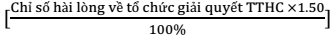 [Chỉ số hài lòng về tổ chức giải quyết TTHC ×1.50
100%]